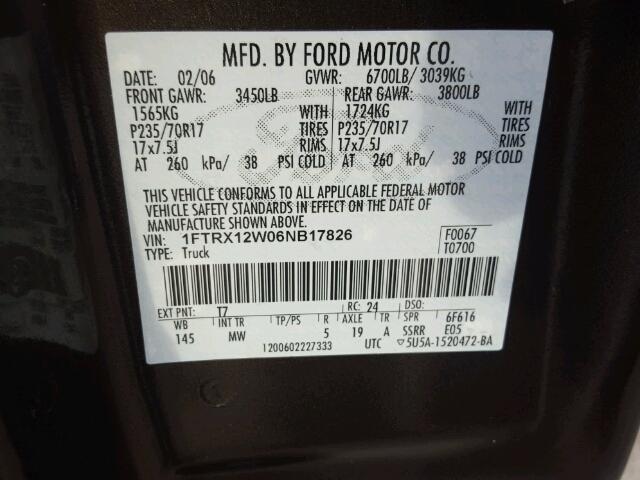 MFD. BY FORD MOTOR CO.
DATE: 02/06 GVWR: 6700LB/ 3039KG
FRONT GAWR: 3450LB REAR GAWR: 3800LB
1565KG WITH 1724KG WITH
P235/70R17 TIRES P235/70R17 TIRES
17x7.5J RIMS 17x7.5J RIMS
AT 260 kPa/ 38 PSI COLD AT 260 kPa/ 38 PSI COLD
THIS VEHICLE CONFORMS TO ALL APPLICABLE FEDERAL MOTOR
VEHICLE SAFETY STANDARDS IN EFFECT ON THE DATE OF
MANUFACTURE SHOWN ABOVE.
VIN: 1FTRX12W06NB17826 F0067
TYPE: Truck T0700
EXT PNT: T7 RC: 24 DSO:
WB INT TR TP/PS R AXLE TR SPR 6F616
145 MW 5 19 A SSRR E05
1200602227333 UTC ▽5U5A-1520472-BA
Ford